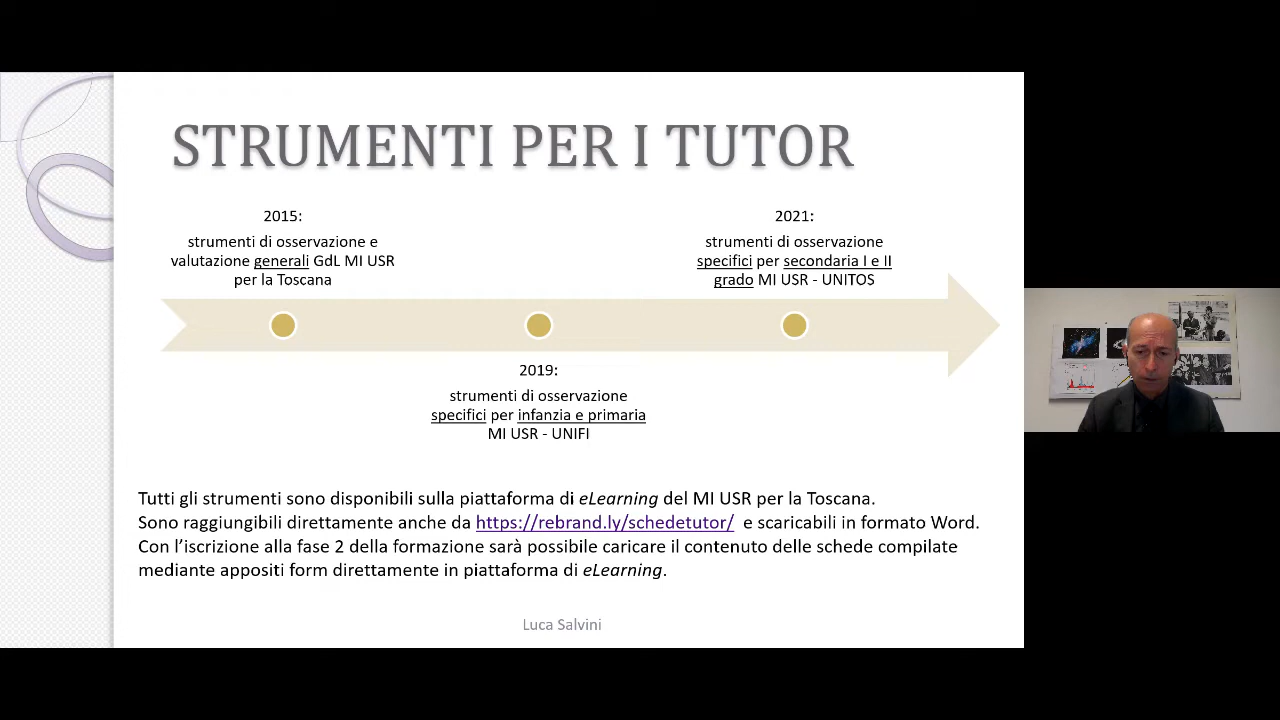 STRUMENTI PER I TUTOR
2015:
strumenti di osservazione e
valutazione generali GdL MI USR
per la Toscana
2019:
strumenti di osservazione
specifici per infanzia e primaria
MI USR - UNIFI
2021:
strumenti di osservazione
specifici per secondaria I e II
grado MI USR - UNITOS
Tutti gli strumenti sono disponibili sulla piattaforma di eLearning del MI USR per la Toscana.
Sono raggiungibili direttamente anche da https://rebrand.ly/schedetutor/ e scaricabili in formato Word.
Con l’iscrizione alla fase 2 della formazione sarà possibile caricare il contenuto delle schede compilate
mediante appositi form direttamente in piattaforma di eLearning.
Luca Salvini